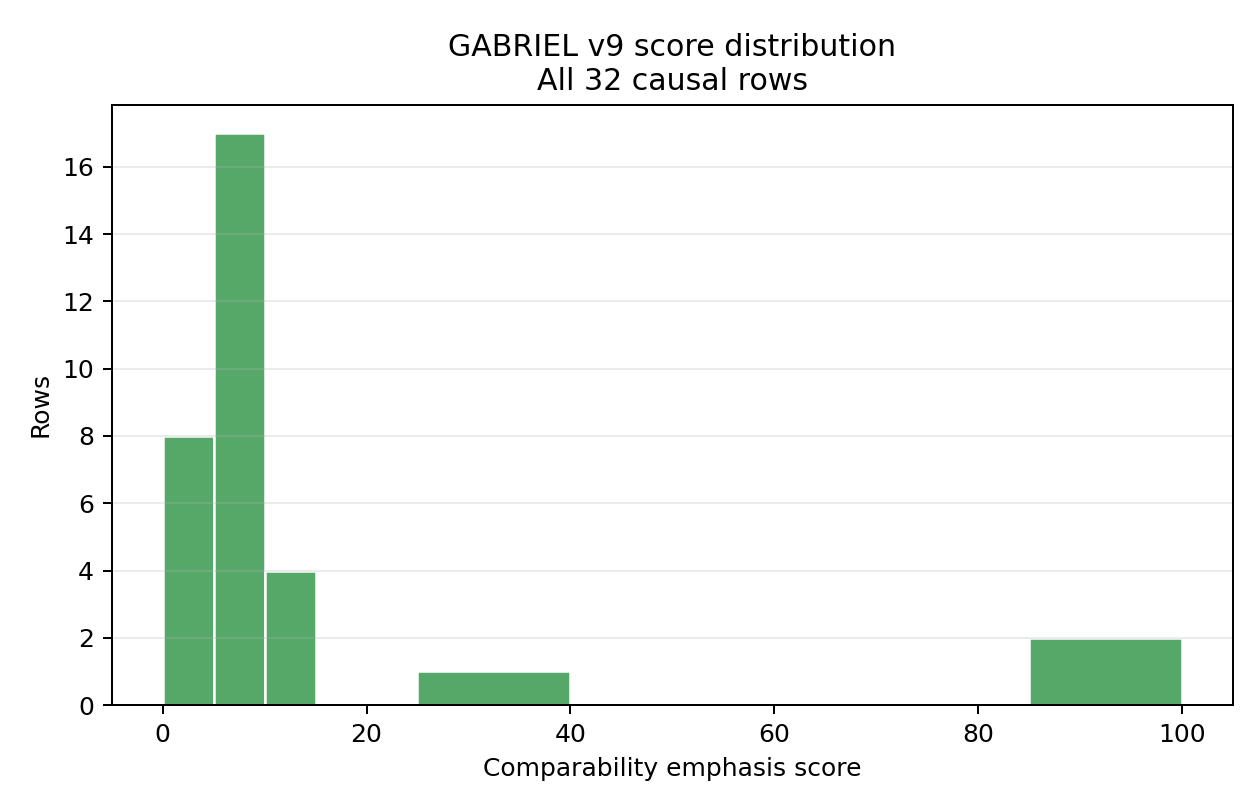 GABRIEL v9 score distribution
All 32 causal rows
Rows
16
14
12
10
8
6
4
2
0
0 20 40 60 80 100
Comparability emphasis score